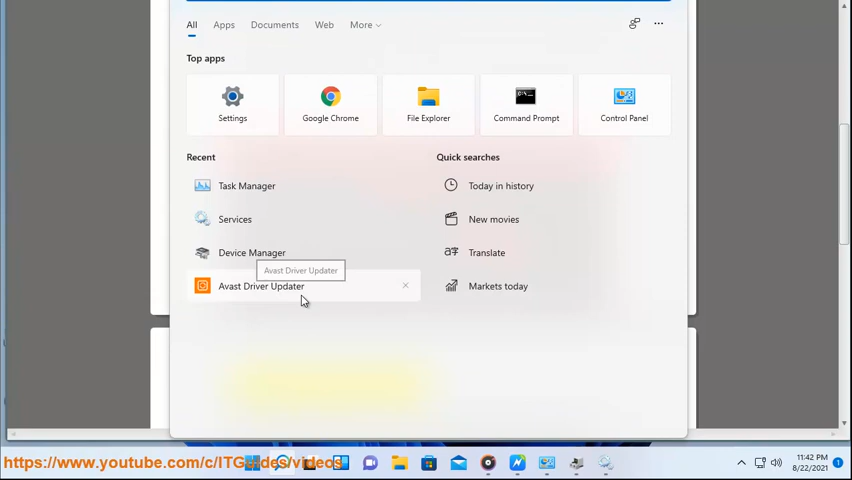 All Apps Documents Web More
Top apps
Settings Google Chrome File Explorer Command Prompt Control Panel
Recent Quick searches
Task Manager Today in history
Services New movies
Device Manager Translate
Avast Driver Updater
Avast Driver Updater Markets today
11:42 PM
https://www.youtube.com/c/ITGuides/videos
8/22/2021